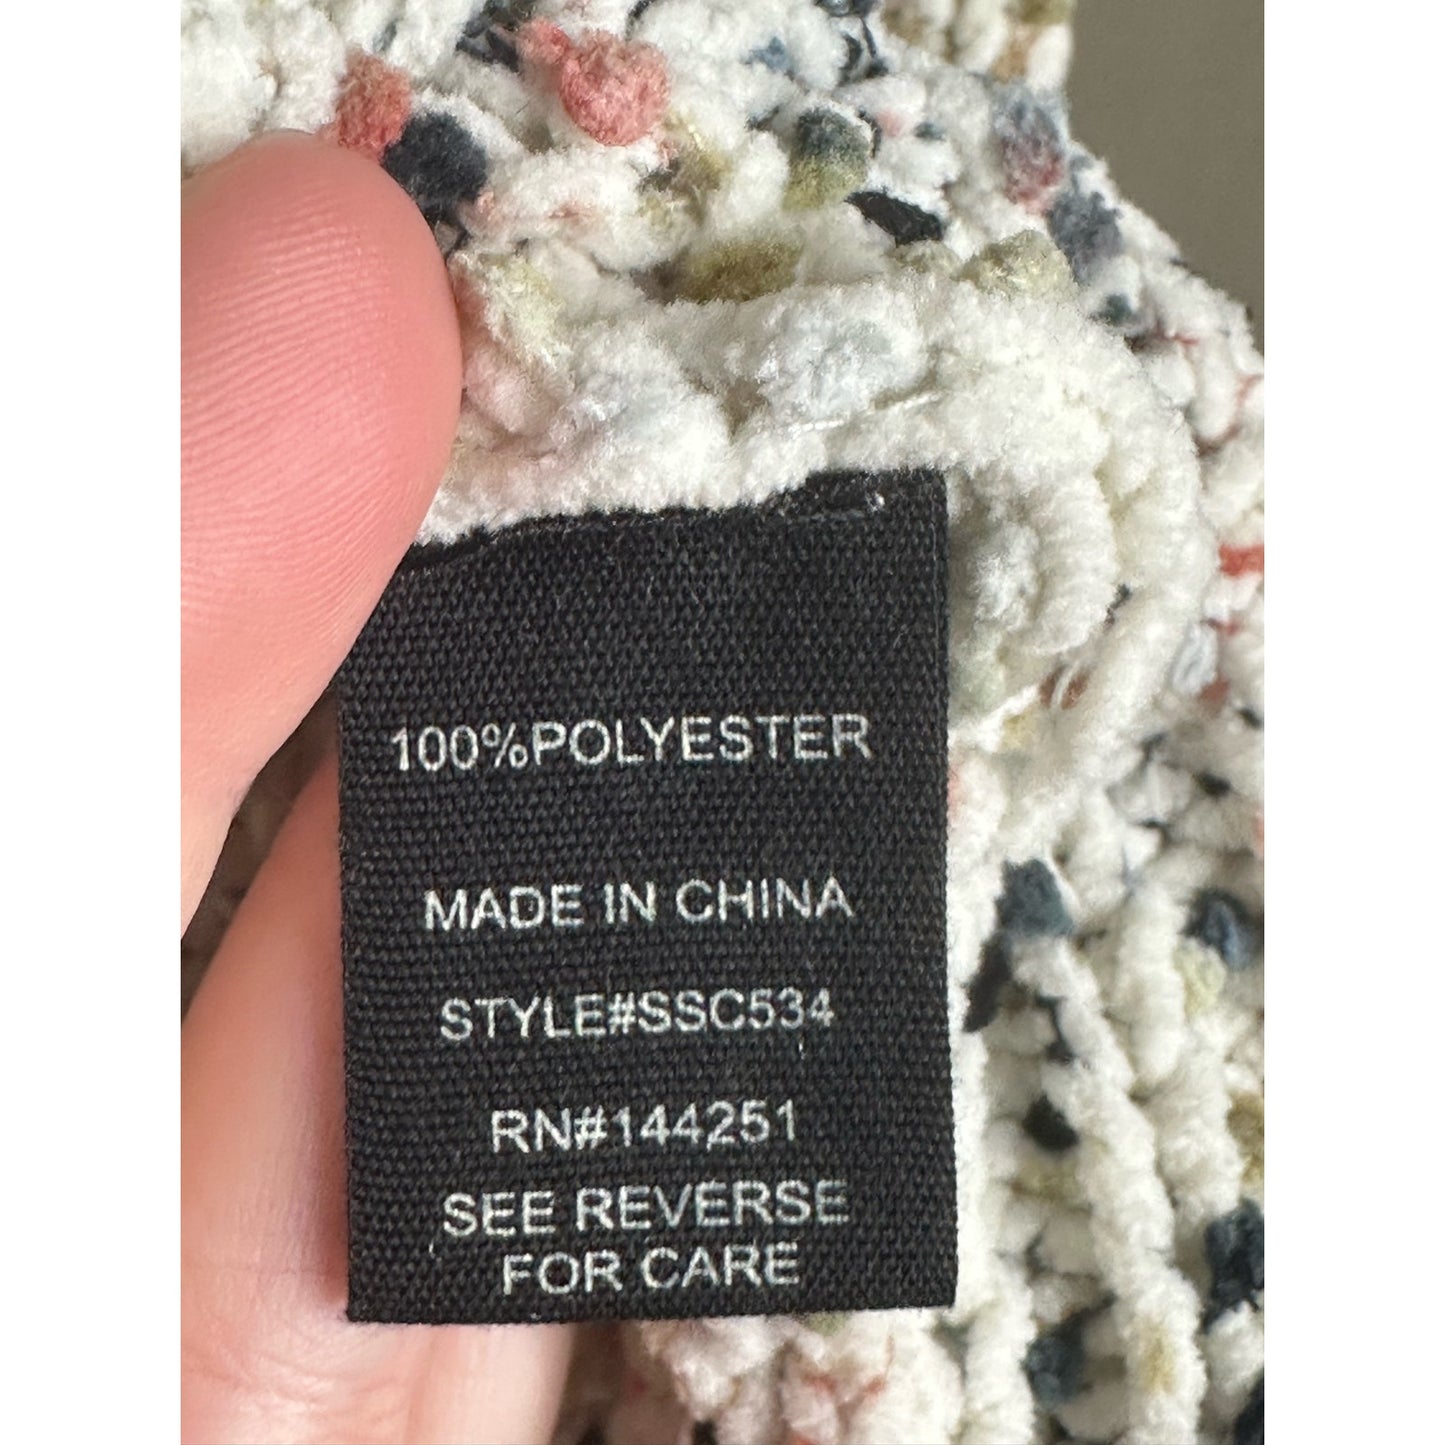 100%POLYESTER
MADE IN CHINA
STYLE#SSC534
RN#144251
SEE REVERSE
FOR CARE